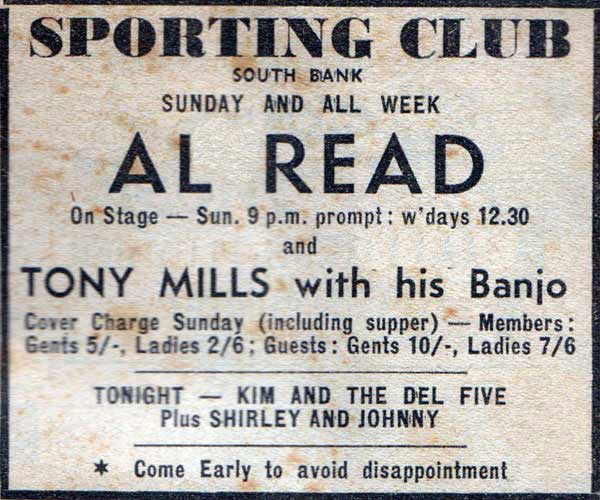 SPORTING CLUB
SOUTH BANK
SUNDAY AND ALL WEEK
AL READ
On Stage — Sun. 9 p.m. prompt: w'days 12.30
and
TONY MILLS with his Banjo
Cover Charge Sunday (including supper) — Members:
Gents 5/-, Ladies 2/6; Guests: Gents 10/-, Ladies 7/6
TONIGHT — KIM AND THE DEL FIVE
Plus SHIRLEY AND JOHNNY
* Come Early to avoid disappointment